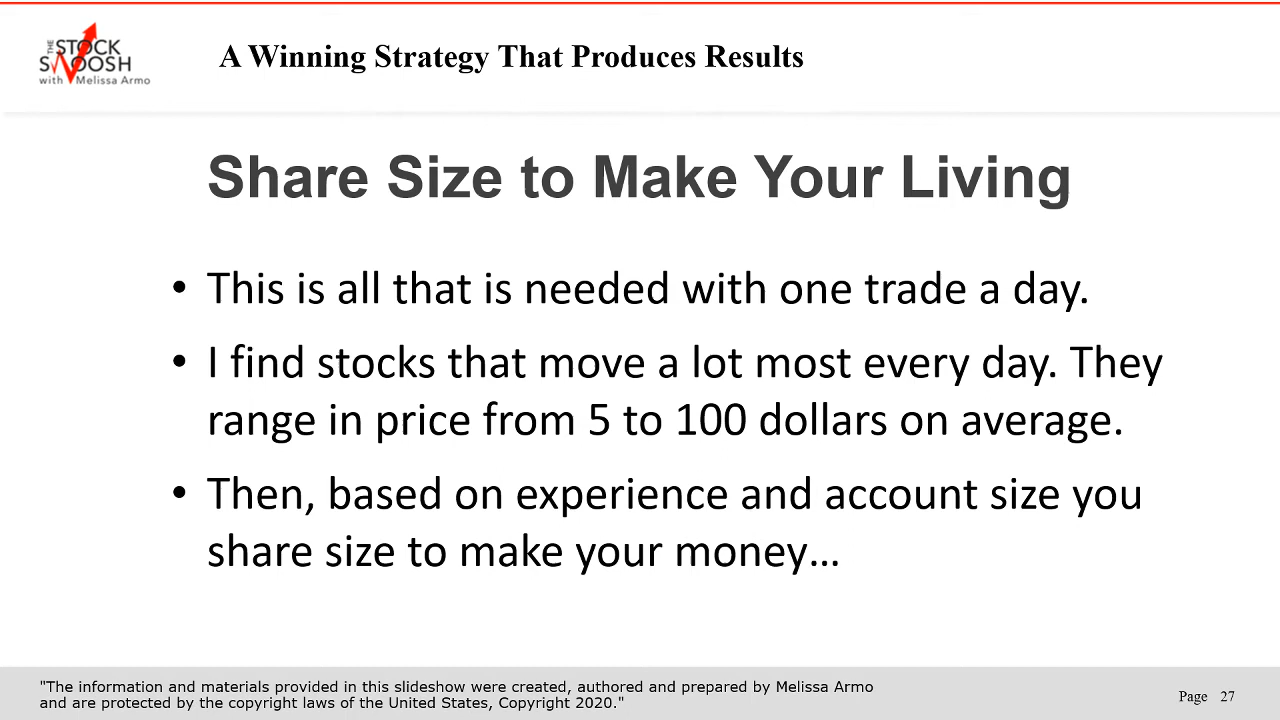 THE STOCK
SWOOSH
with Melissa Armo
A Winning Strategy That Produces Results
Share Size to Make Your Living
• This is all that is needed with one trade a day.
• I find stocks that move a lot most every day. They
range in price from 5 to 100 dollars on average.
• Then, based on experience and account size you
share size to make your money…
"The information and materials provided in this slideshow were created, authored and prepared by Melissa Armo
and are protected by the copyright laws of the United States, Copyright 2020."
Page 27